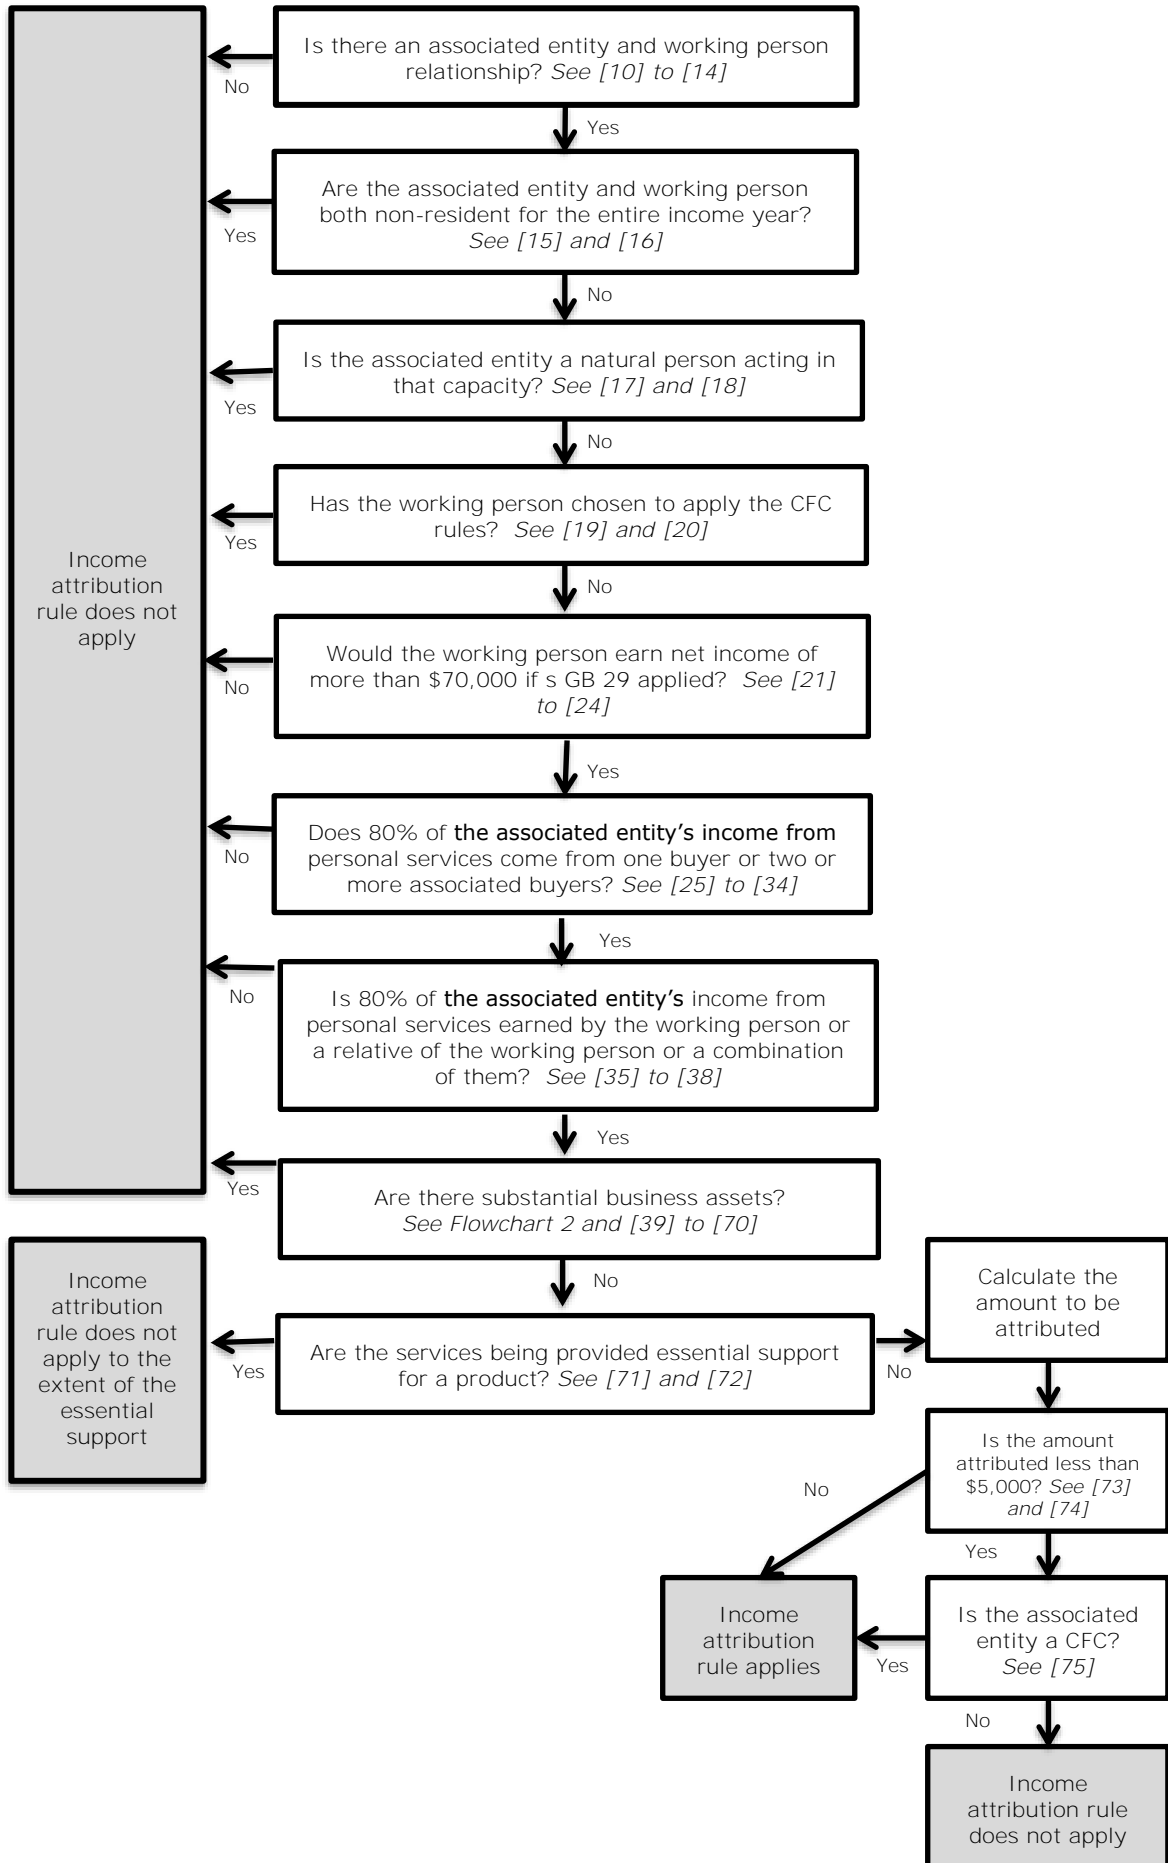 Is there an associated entity and working person
relationship? See [10] to [14]
No
Yes
Are the associated entity and working person
both non-resident for the entire income year?
See [15] and [16]
Yes
No
Is the associated entity a natural person acting in
that capacity? See [17] and [18]
Yes
No
Has the working person chosen to apply the CFC
rules? See [19] and [20]
Yes
No
Income
attribution
rule does not
apply
Would the working person earn net income of
more than $70,000 if s GB 29 applied? See [21]
to [24]
No
Yes
Does 80% of the associated entity’s income from
personal services come from one buyer or two or
more associated buyers? See [25] to [34]
No
Yes
Is 80% of the associated entity’s income from
personal services earned by the working person or
a relative of the working person or a combination
of them? See [35] to [38]
No
Yes
Are there substantial business assets?
See Flowchart 2 and [39] to [70]
Yes
No
Income
attribution
rule does not
apply to the
extent of the
essential
support
Are the services being provided essential support
for a product? See [71] and [72]
Yes
No
Calculate the
amount to be
attributed
Is the amount
attributed less than
$5,000? See [73]
and [74]
No
Yes
Income
attribution
rule applies
Is the associated
entity a CFC?
See [75]
Yes
No
Income
attribution rule
does not apply